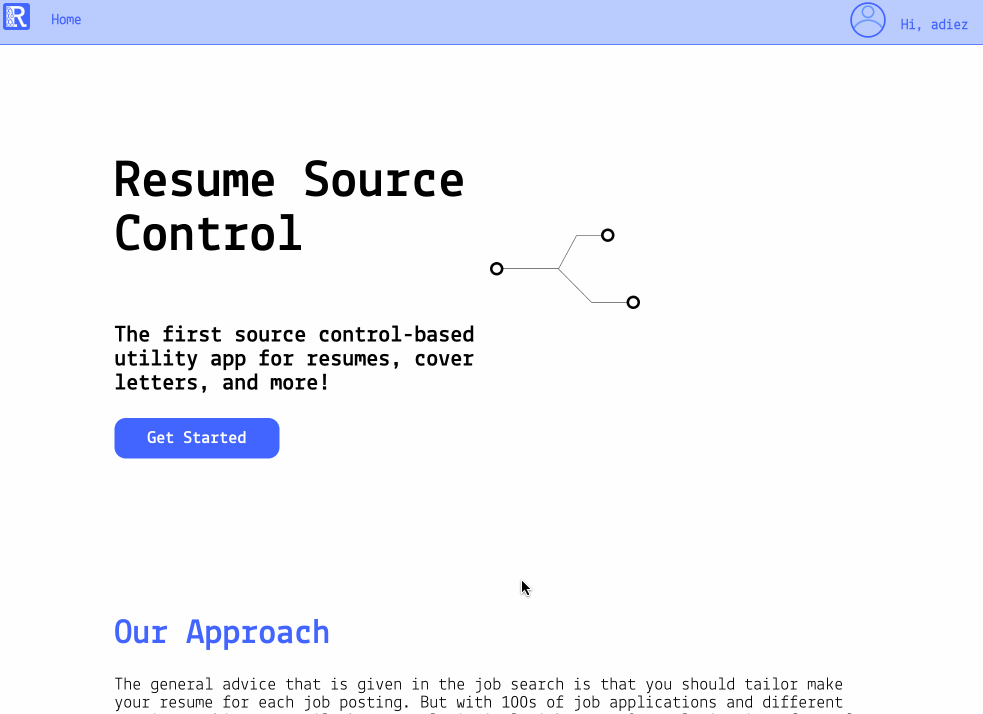 R
Home
Hi, adiez
Resume Source
Control
The first source control-based
utility app for resumes, cover
letters, and more!
Get Started
Our Approach
The general advice that is given in the job search is that you should tailor make
your resume for each job posting. But with 100s of job applications and different